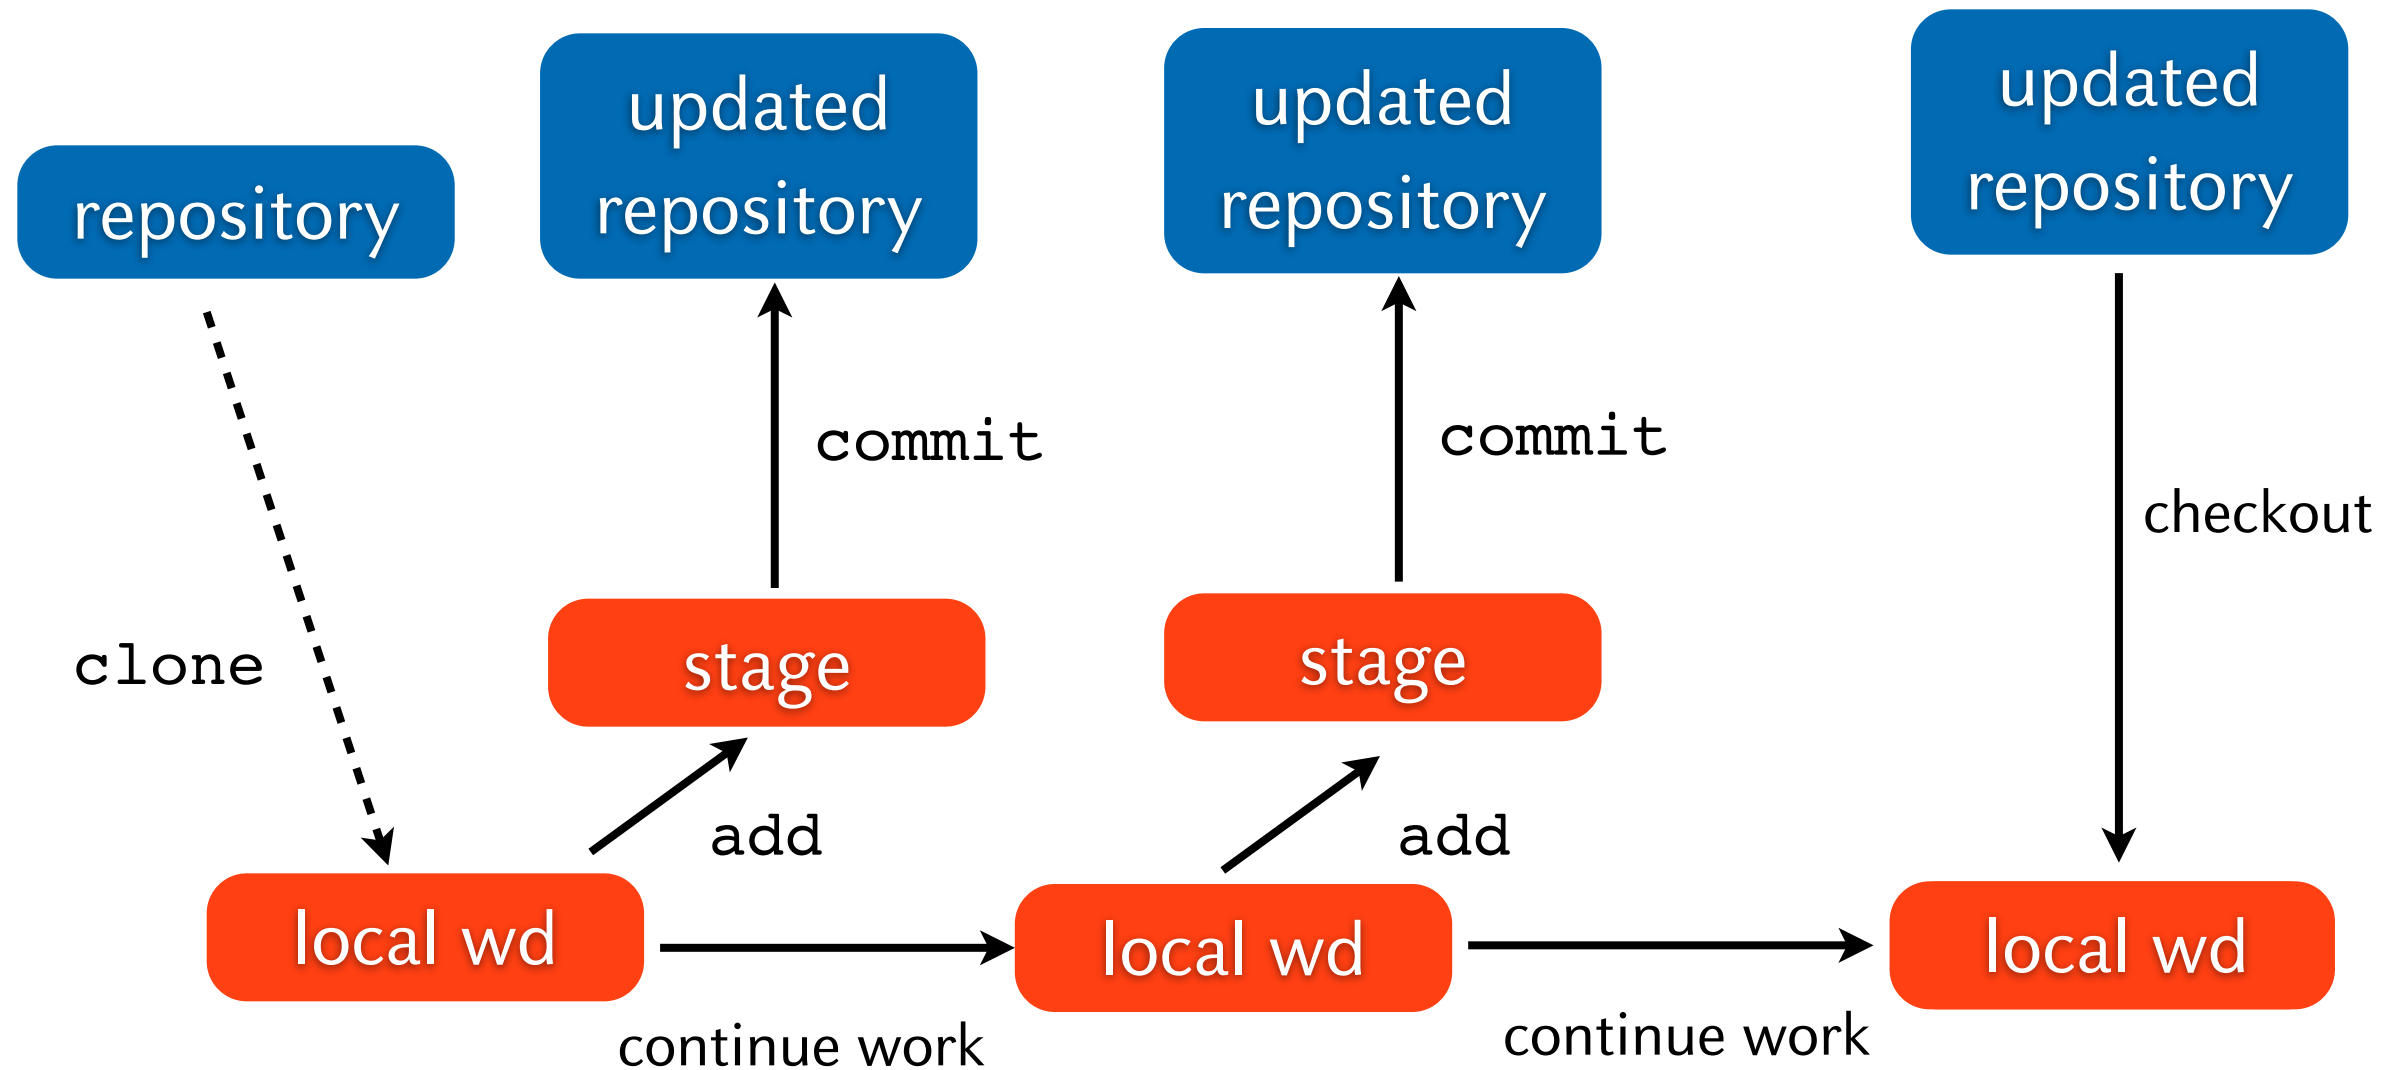 repository
updated
repository
updated
repository
updated
repository
clone
commit
commit
checkout
stage
stage
add
add
local wd
local wd
local wd
continue work
continue work